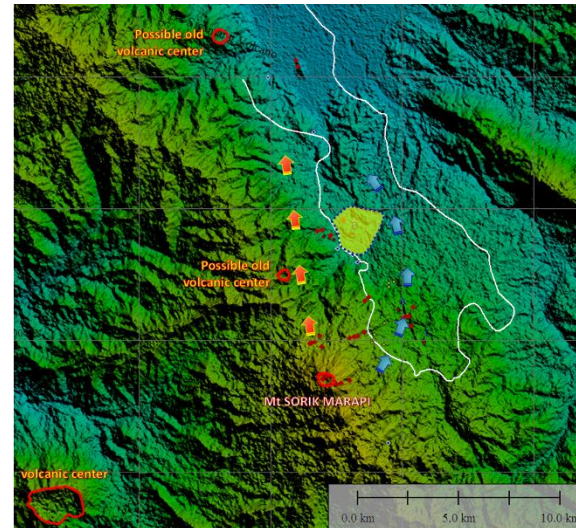 Possible old
volcanic center
Possible old
volcanic center
Mt SORIK MARAPI
volcanic center
0.0 km 5.0 km 10.0 km